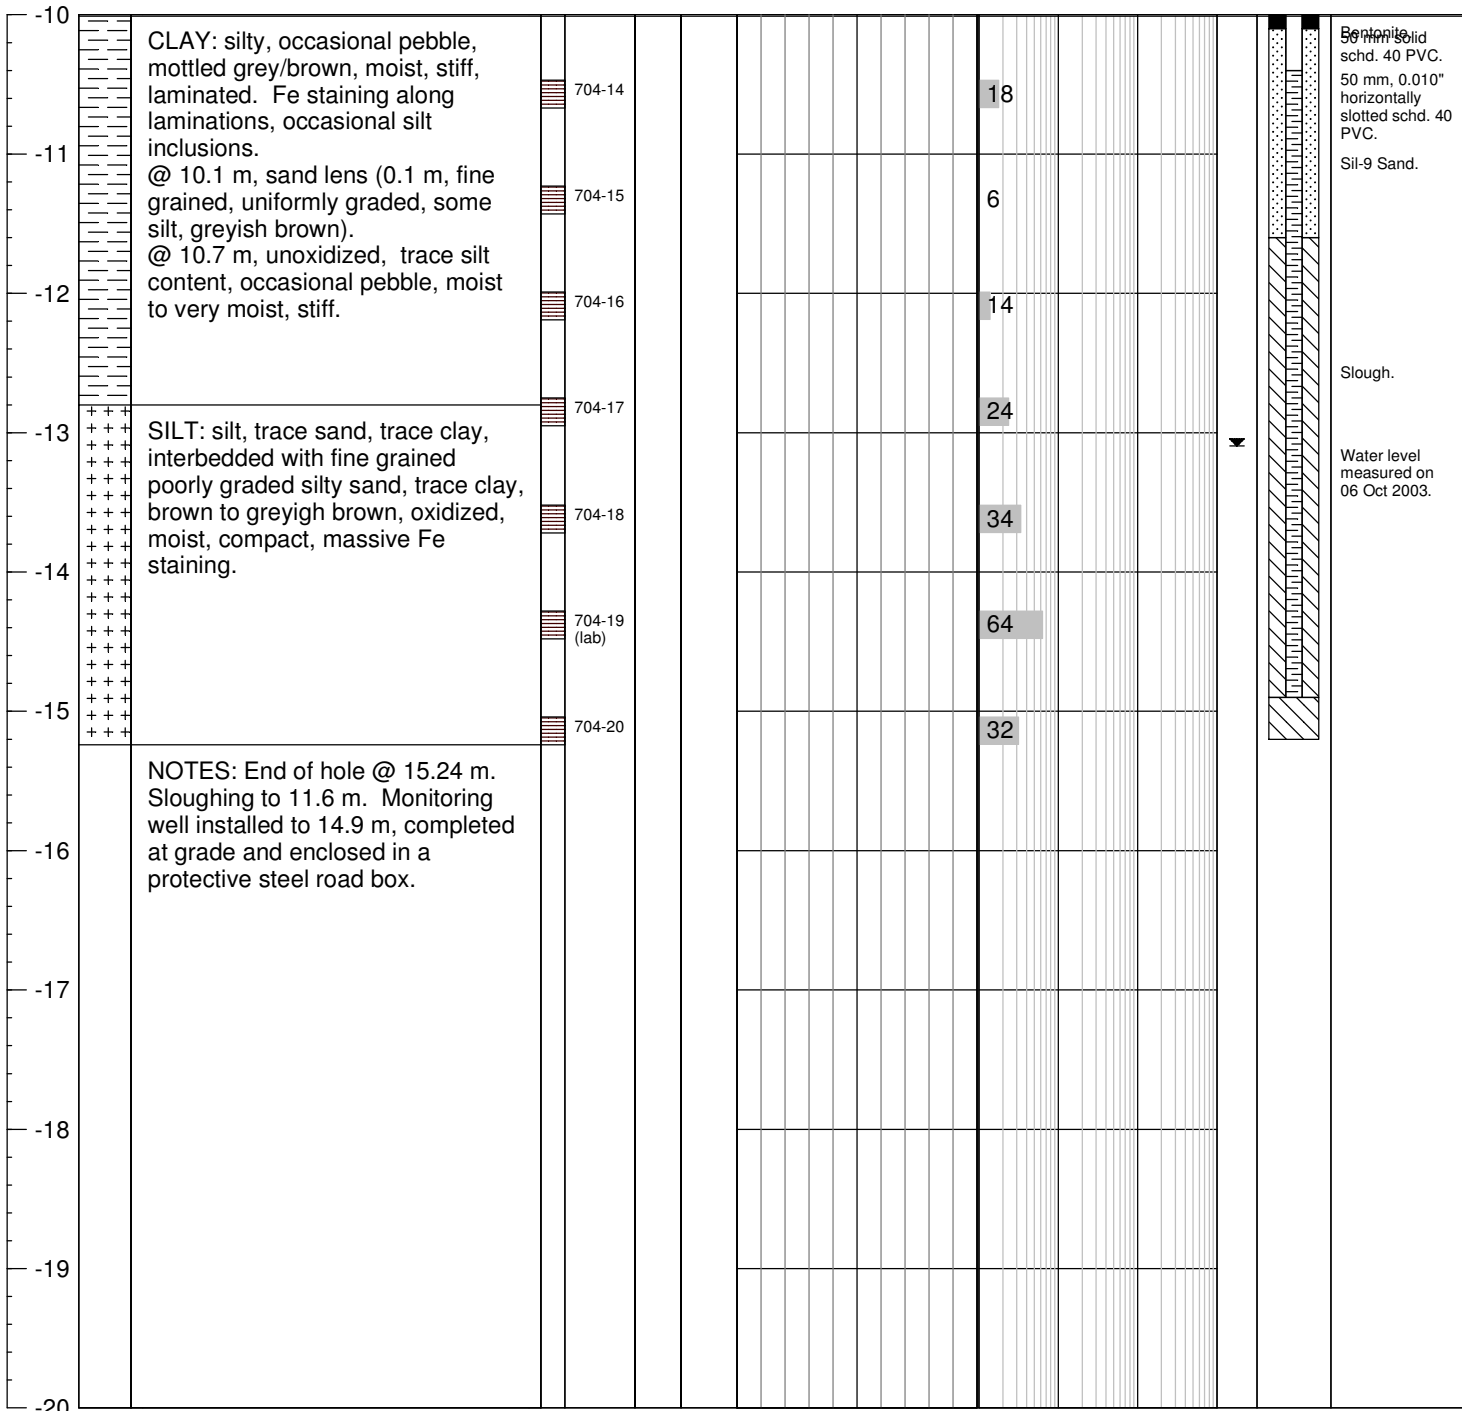 -10
-11
-12
-13
-14
-15
-16
-17
-18
-19
-20
CLAY: silty, occasional pebble,
mottled grey/brown, moist, stiff,
laminated. Fe staining along
laminations, occasional silt
inclusions.
@ 10.1 m, sand lens (0.1 m, fine
grained, uniformly graded, some
silt, greyish brown).
@ 10.7 m, unoxidized, trace silt
content, occasional pebble, moist
to very moist, stiff.
SILT: silt, trace sand, trace clay,
interbedded with fine grained
poorly graded silty sand, trace clay,
brown to greyigh brown, oxidized,
moist, compact, massive Fe
staining.
NOTES: End of hole @ 15.24 m.
Sloughing to 11.6 m. Monitoring
well installed to 14.9 m, completed
at grade and enclosed in a
protective steel road box.
704-14
704-15
704-16
704-17
704-18
704-19
(lab)
704-20
18
6
14
24
34
64
32
Bentonite.
50 mm solid
schd. 40 PVC.
50 mm, 0.010"
horizontally
slotted schd. 40
PVC.
Sil-9 Sand.
Slough.
Water level
measured on
06 Oct 2003.